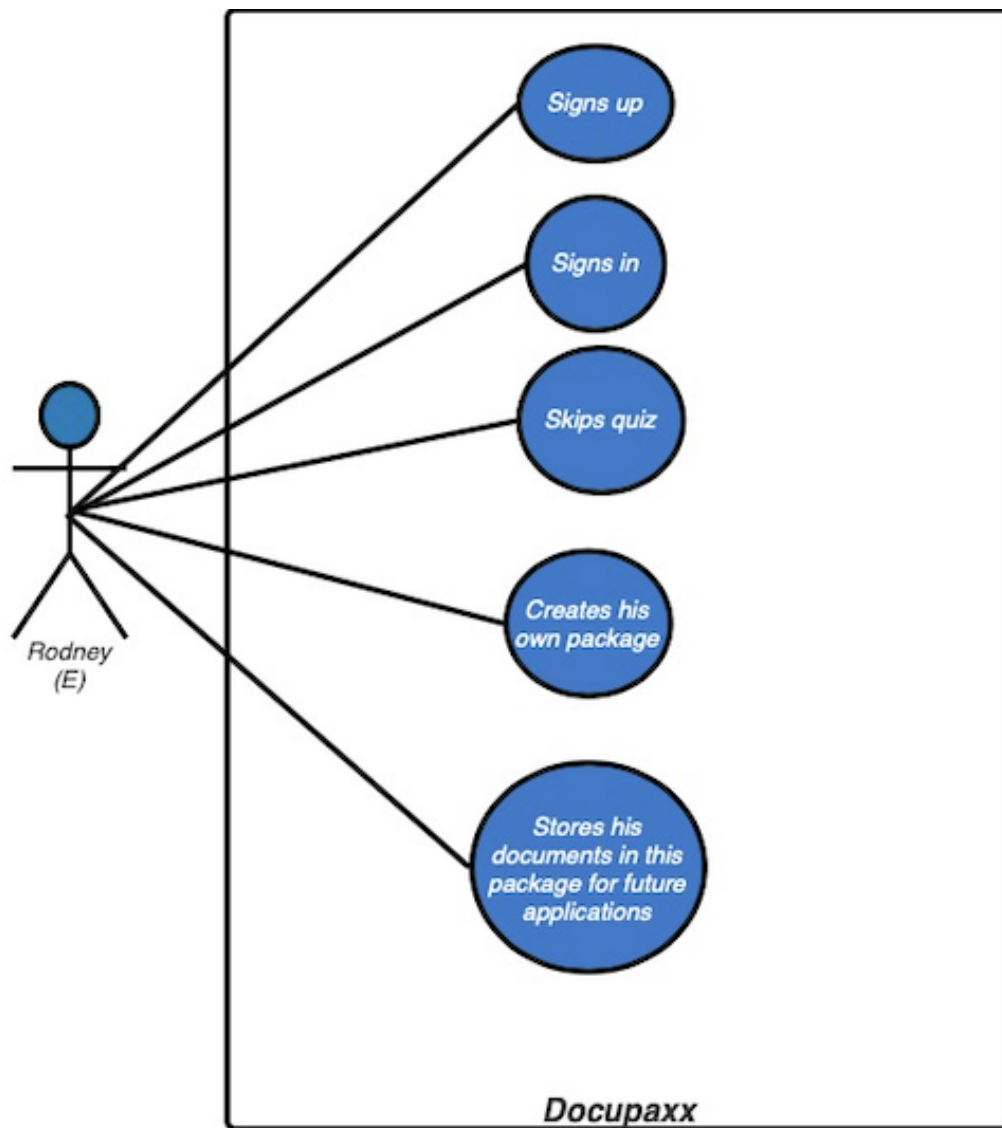 Signs up
Signs in
Skips quiz
Rodney
(E)
Creates his
own package
Stores his
documents in this
package for future
applications
Docupaxx